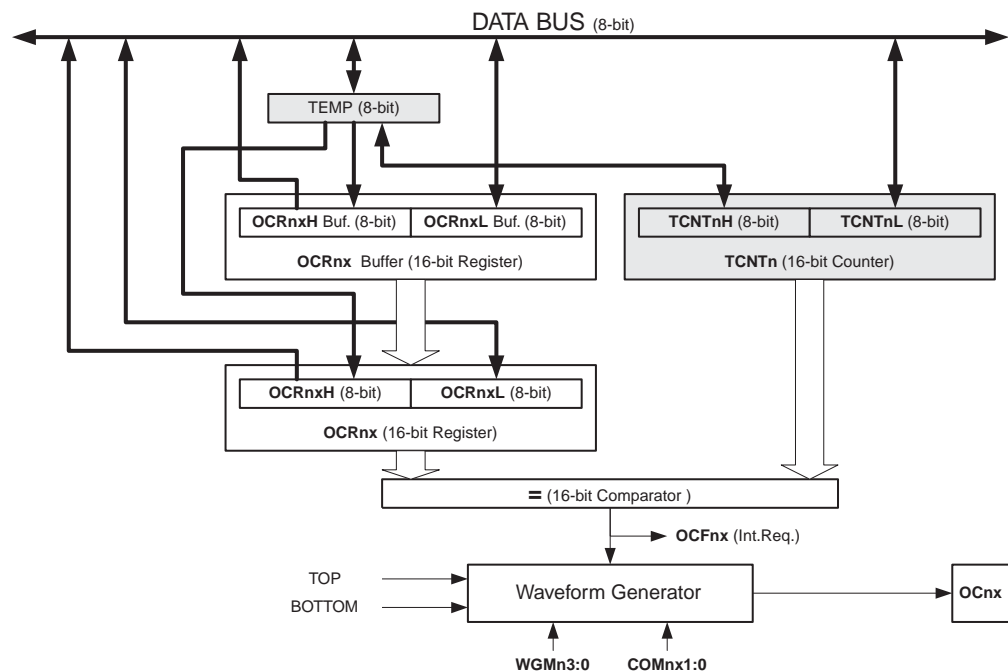 DATA BUS (8-bit)
TEMP (8-bit)
OCRnxH Buf. (8-bit) OCRnxL Buf. (8-bit)
OCRnx Buffer (16-bit Register)
TCNTnH (8-bit) TCNTnL (8-bit)
TCNTn (16-bit Counter)
OCRnxH (8-bit) OCRnxL (8-bit)
OCRnx (16-bit Register)
= (16-bit Comparator )
OCFnx (Int.Req.)
TOP
BOTTOM
Waveform Generator
OCnx
WGMn3:0 COMnx1:0